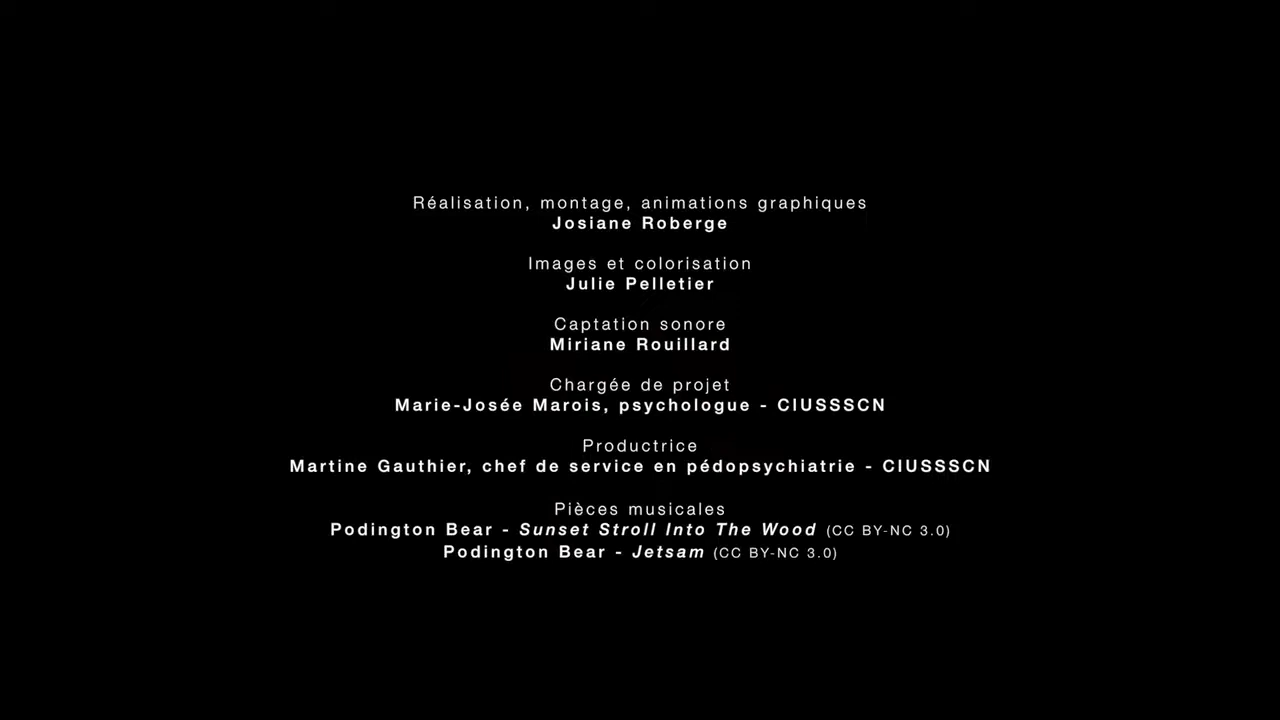 Réalisation, montage, animations graphiques
Josiane Roberge
Images et colorisation
Julie Pelletier
Captation sonore
Miriane Rouillard
Chargée de projet
Marie-Josée Marois, psychologue - CIUSSSCN
Productrice
Martine Gauthier, chef de service en pédopsychiatrie - CIUSSSCN
Pièces musicales
Podington Bear - Sunset Stroll Into The Wood (CC BY-NC 3.0)
Podington Bear - Jetsam (CC BY-NC 3.0)